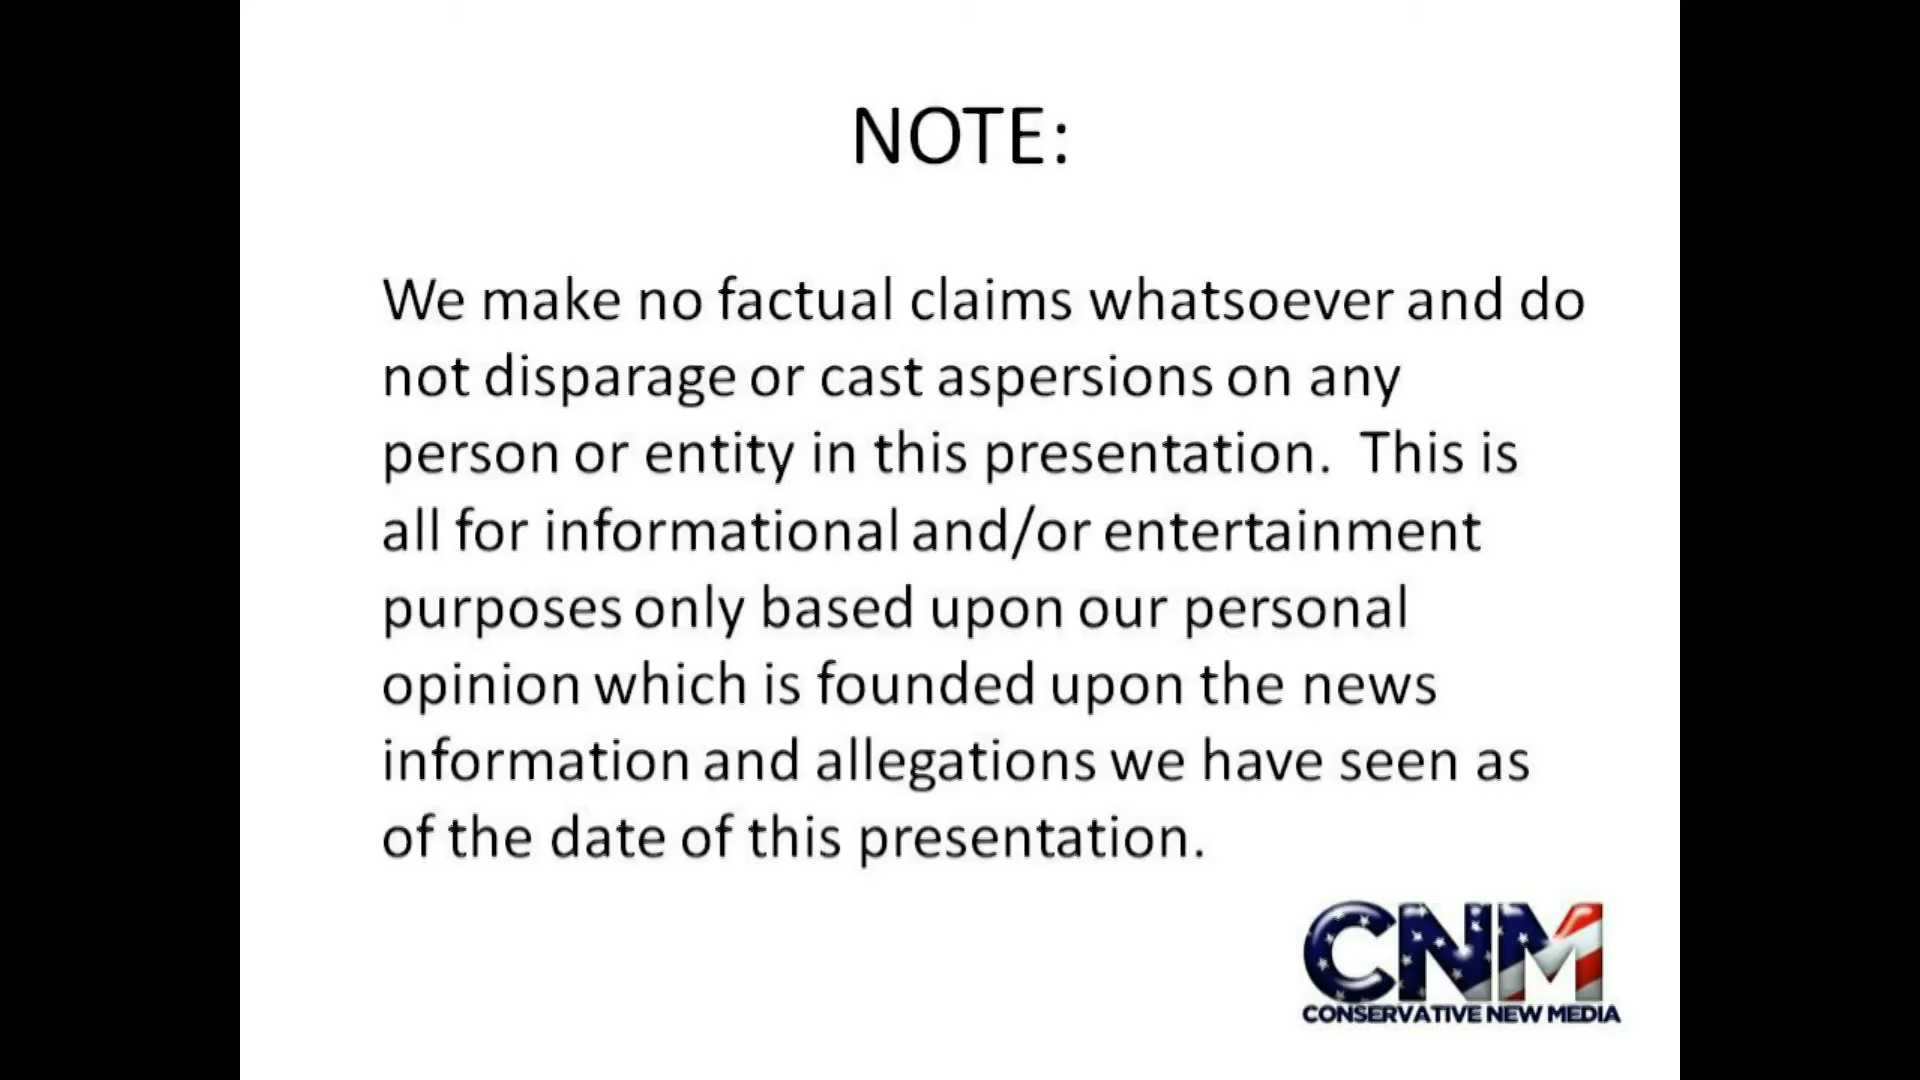 NOTE:
We make no factual claims whatsoever and do
not disparage or cast aspersions on any
person or entity in this presentation.  This is
all for informational and/or entertainment
purposes only based upon our personal
opinion which is founded upon the news
information and allegations we have seen as
of the date of this presentation.
CNM
CONSERVATIVE NEW MEDIA